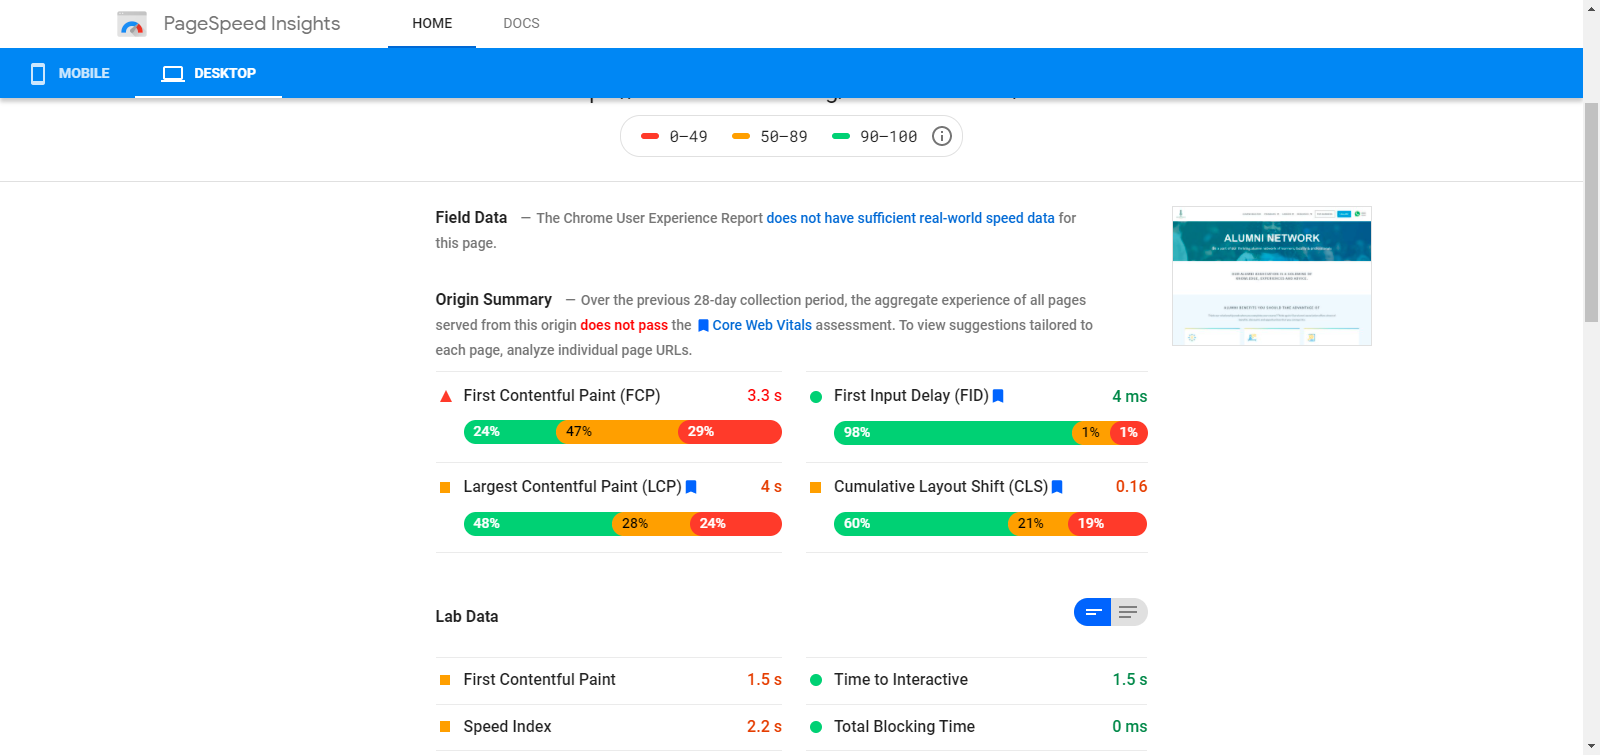 PageSpeed Insights
HOME
DOCS
MOBILE
DESKTOP
0–49
50–89
90–100
Field Data — The Chrome User Experience Report does not have sufficient real-world speed data for
this page.
ALUMNI NETWORK
Origin Summary — Over the previous 28-day collection period, the aggregate experience of all pages
served from this origin does not pass the Core Web Vitals assessment. To view suggestions tailored to
each page, analyze individual page URLs.
First Contentful Paint (FCP) 3.3 s
24% 47% 29%
First Input Delay (FID) 4 ms
98% 1% 1%
Largest Contentful Paint (LCP) 4 s
48% 28% 24%
Cumulative Layout Shift (CLS) 0.16
60% 21% 19%
Lab Data
First Contentful Paint 1.5 s
Time to Interactive 1.5 s
Speed Index 2.2 s
Total Blocking Time 0 ms